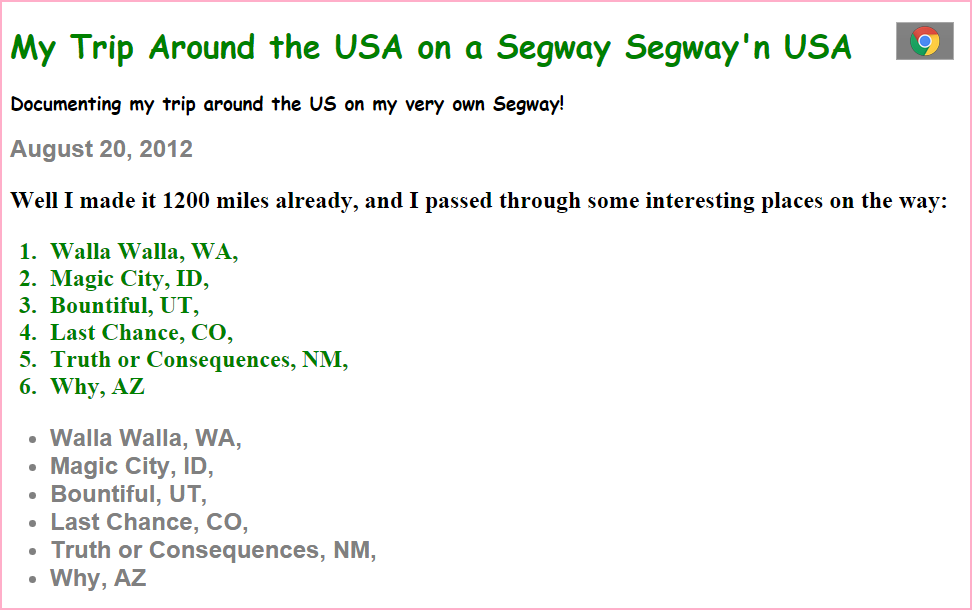 My Trip Around the USA on a Segway Segway'n USA
Documenting my trip around the US on my very own Segway!
August 20, 2012
Well I made it 1200 miles already, and I passed through some interesting places on the way:
1. Walla Walla, WA,
2. Magic City, ID,
3. Bountiful, UT,
4. Last Chance, CO,
5. Truth or Consequences, NM,
6. Why, AZ
• Walla Walla, WA,
• Magic City, ID,
• Bountiful, UT,
• Last Chance, CO,
• Truth or Consequences, NM,
• Why, AZ